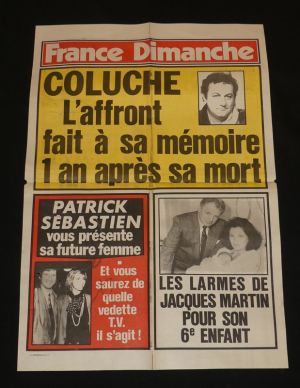 France Dimanche
COLUCHE
L'affront
fait à sa mémoire
1 an après sa mort
PATRICK
SÉBASTIEN
vous présente
sa future femme
Et vous
saurez de
quelle
vedette
T.V.
il s'agit !
LES LARMES DE
JACQUES MARTIN
POUR SON
6e ENFANT